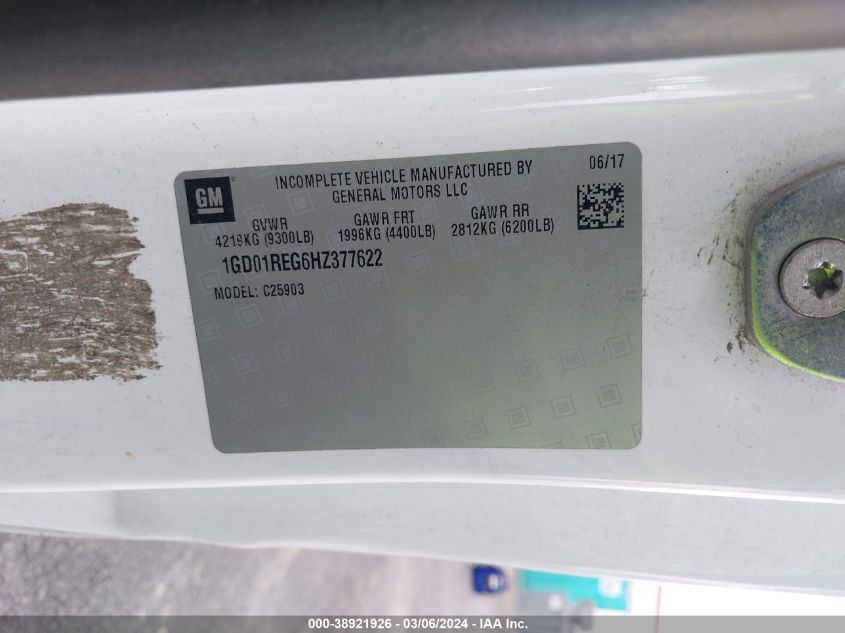 06/17
GM
INCOMPLETE VEHICLE MANUFACTURED BY
GENERAL MOTORS LLC
GVWR GAWR FRT GAWR RR
4219KG (9300LB) 1996KG (4400LB) 2812KG (6200LB)
1GD01REG6HZ377622
MODEL: C25903
000-38921926 - 03/06/2024 - IAA Inc.